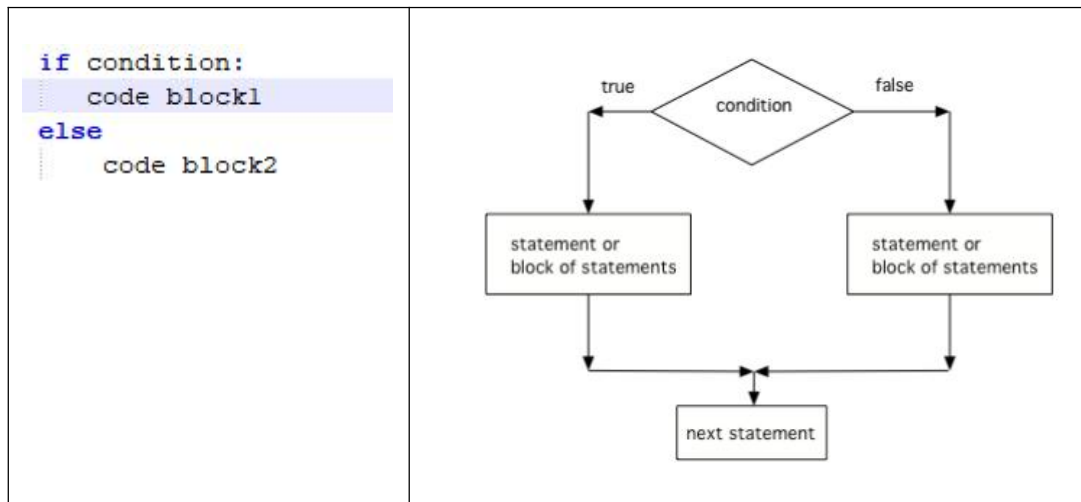 if condition:
code block1
else
code block2
true
false
condition
statement or
block of statements
statement or
block of statements
next statement